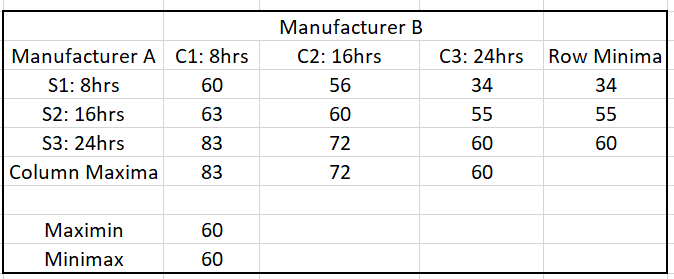 Manufacturer B
Manufacturer A C1: 8hrs C2: 16hrs C3: 24hrs Row Minima
S1: 8hrs 60 56 34 34
S2: 16hrs 63 60 55 55
S3: 24hrs 83 72 60 60
Column Maxima 83 72 60
Maximin 60
Minimax 60